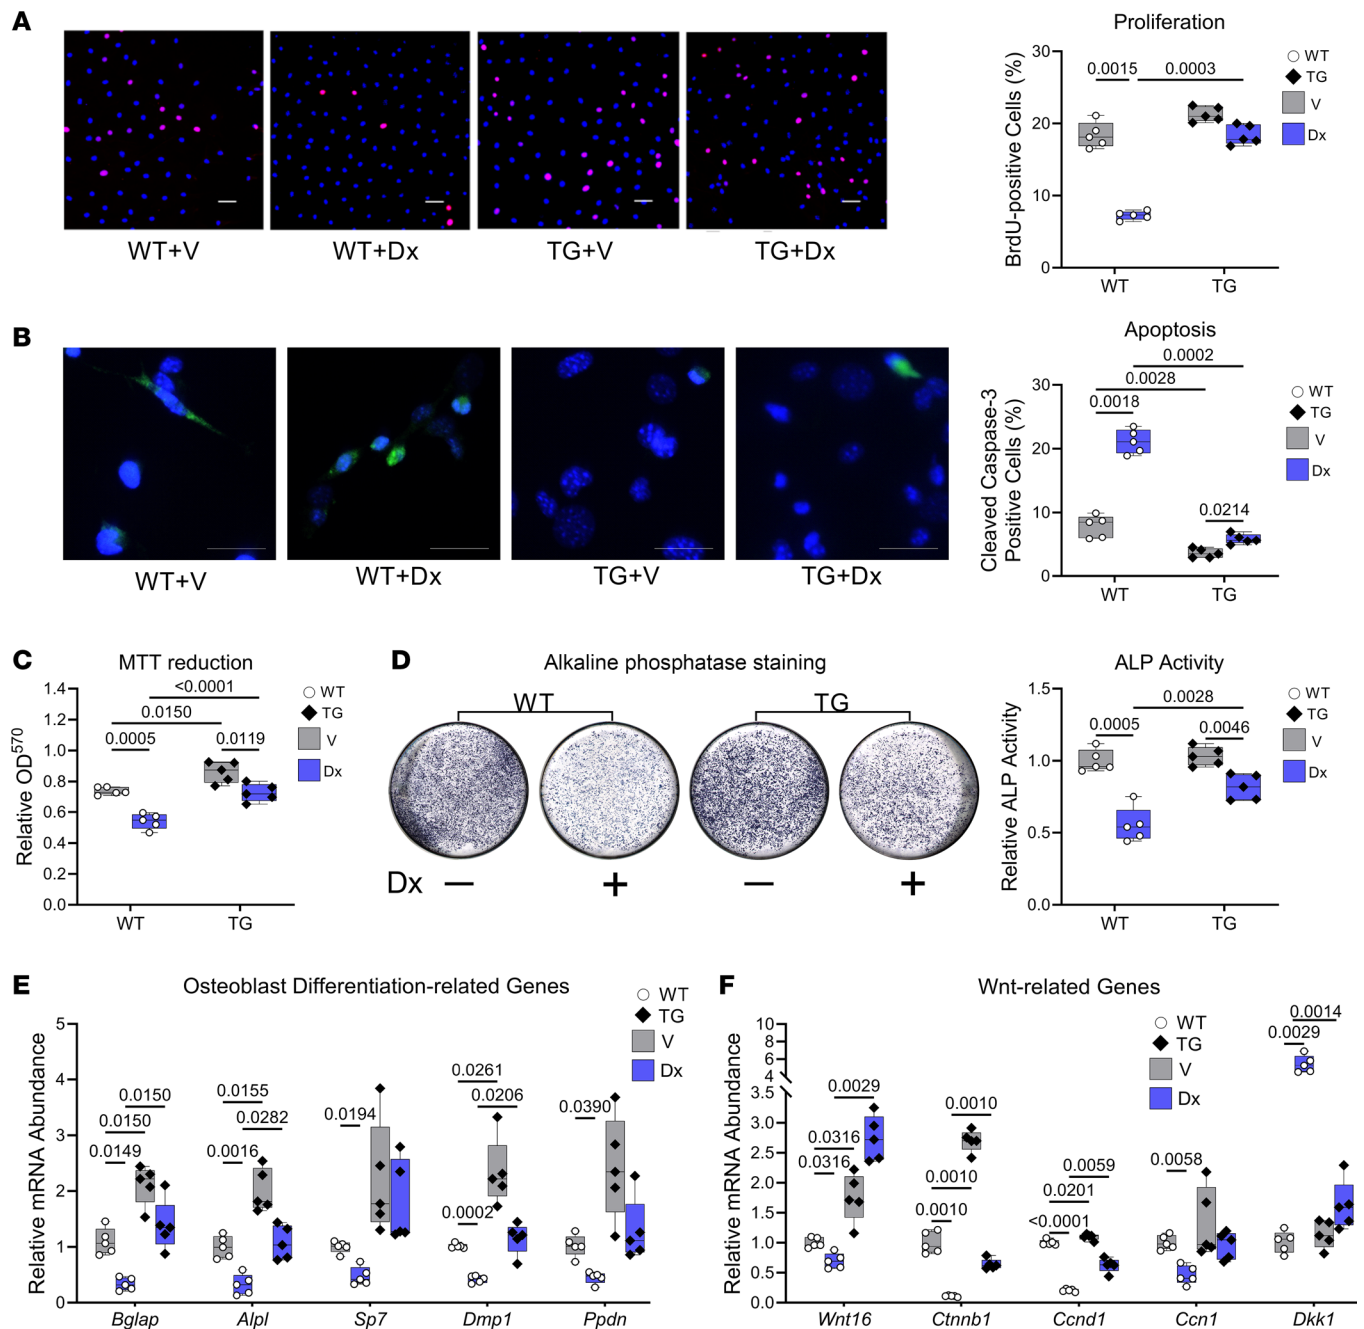 A
WT+V
WT+Dx
TG+V
TG+Dx
Proliferation
BrdU-positive Cells (%)
30
20
10
0
0.0015
0.0003
WT
TG
WT
TG
V
Dx
B
WT+V
WT+Dx
TG+V
TG+Dx
Apoptosis
Cleaved Caspase-3
Positive Cells (%)
30
20
10
0
0.0002
0.0028
0.0018
0.0214
WT
TG
WT
TG
V
Dx
C
MTT reduction
Relative OD570
1.4
1.2
1.0
0.8
0.6
0.4
0.2
0.0
<0.0001
0.0150
0.0005
0.0119
WT
TG
WT
TG
V
Dx
D
Alkaline phosphatase staining
WT
TG
Dx
—
+
—
+
ALP Activity
Relative ALP Activity
1.5
1.0
0.5
0.0
0.0028
0.0005
0.0046
WT
TG
WT
TG
V
Dx
E
Osteoblast Differentiation-related Genes
Relative mRNA Abundance
5
4
3
2
1
0
0.0150
0.0150
0.0149
0.0155
0.0282
0.0016
0.0194
0.0261
0.0206
0.0002
0.0390
Bglap
Alpl
Sp7
Dmp1
Ppdn
WT
TG
V
Dx
F
Wnt-related Genes
Relative mRNA Abundance
10
8
6
4
3.5
3.0
2.5
2.0
1.5
1.0
0.5
0.0
0.0029
0.0316
0.0316
0.0010
0.0010
0.0010
0.0059
0.0201
<0.0001
0.0058
0.0014
0.0029
Wnt16
Ctnnb1
Ccnd1
Ccn1
Dkk1
WT
TG
V
Dx